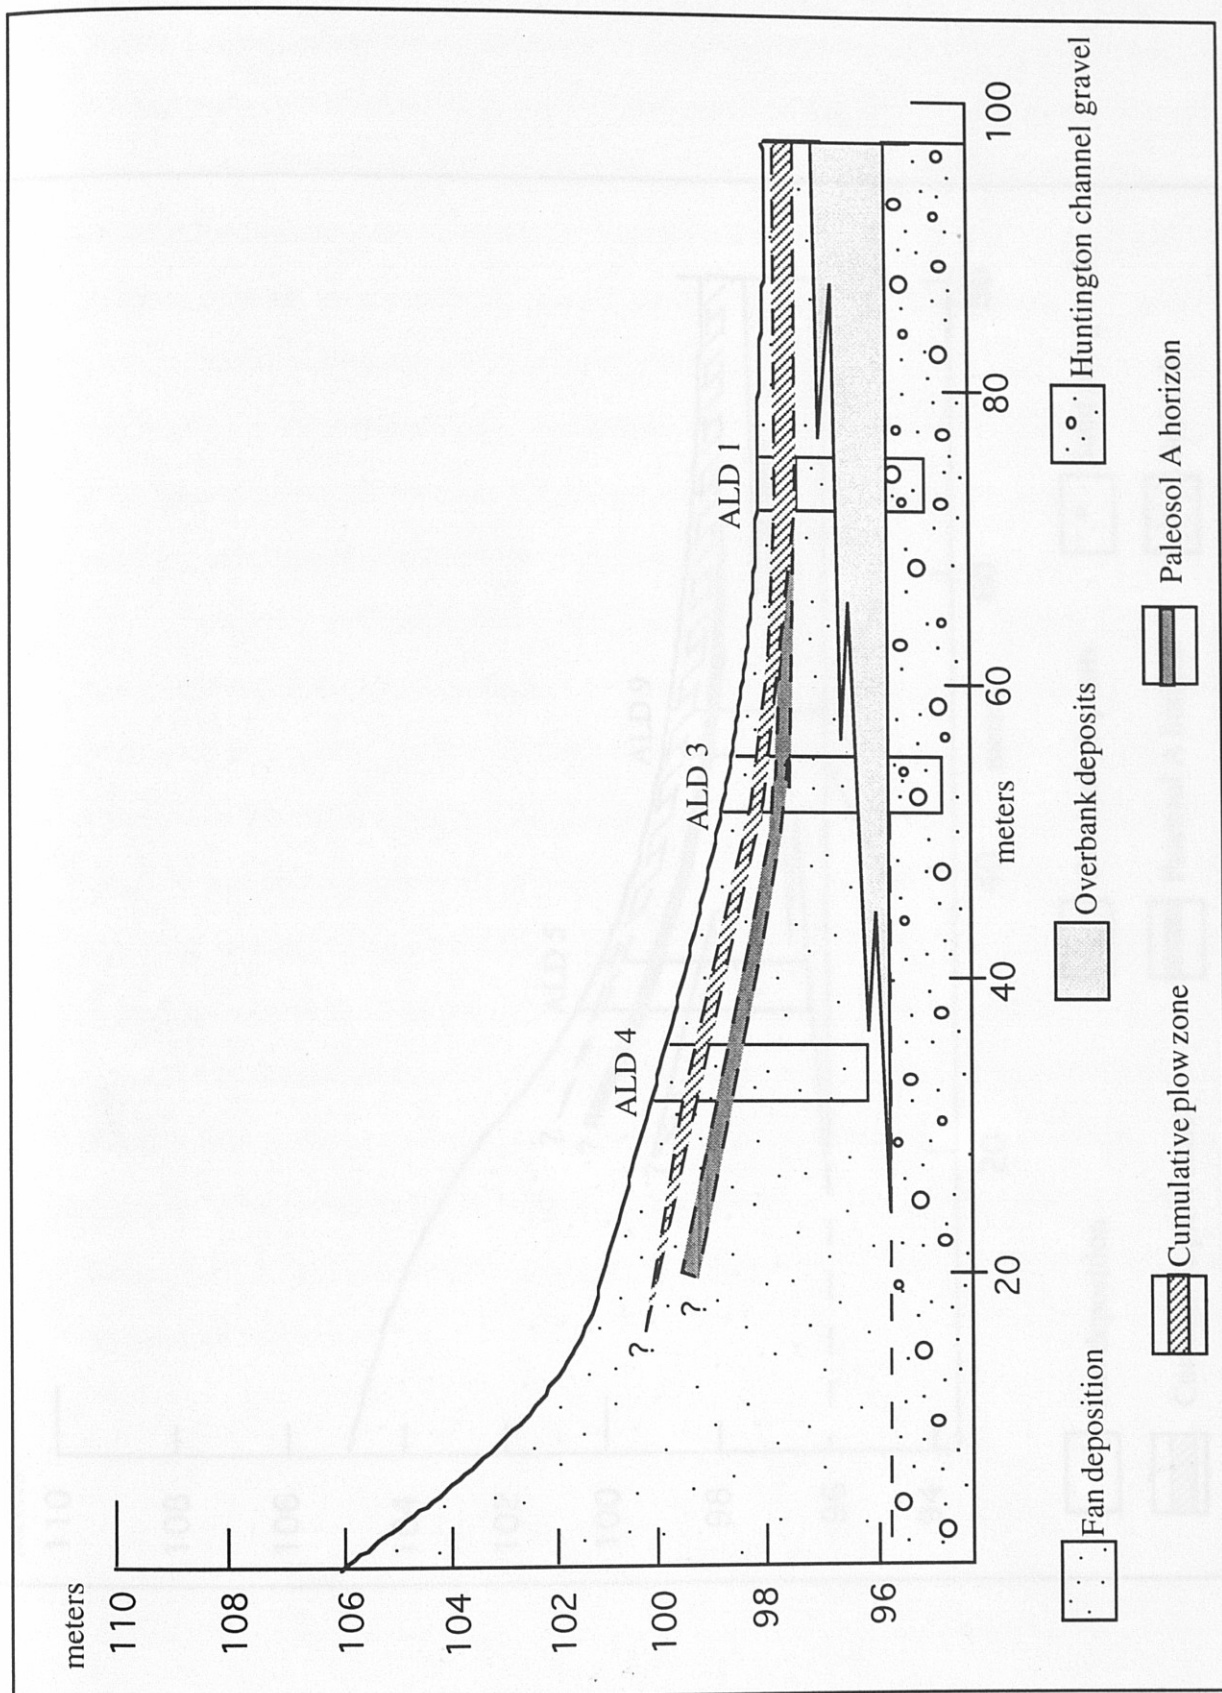 meters
110
108
106
104
102
100
98
96
ALD 4
ALD 3
ALD 1
?
?
20
40
60
80
100
meters
Fan deposition
Overbank deposits
Huntington channel gravel
Cumulative plow zone
Paleosol A horizon